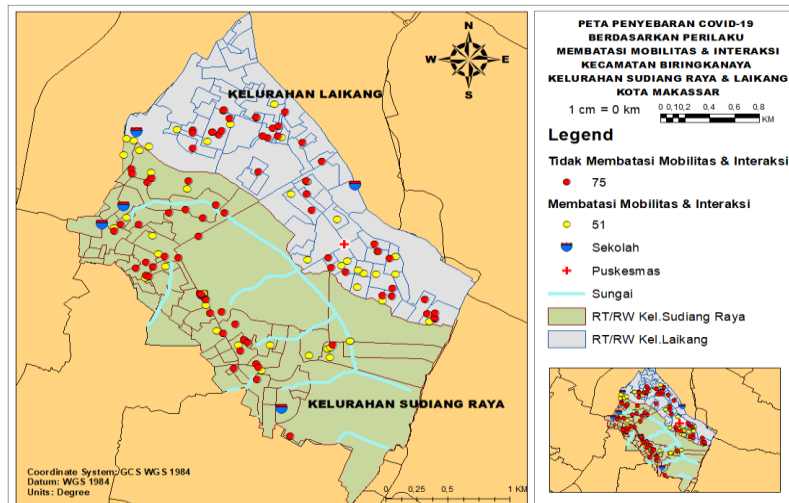 N
W E
S
KELURAHAN LAIKANG
KELURAHAN SUDIANG RAYA
Coordinate System: GCS WGS 1984
Datum: WGS 1984
Units: Degree
0 0,25 0,5 1 KM
PETA PENYEBARAN COVID-19
BERDASARKAN PERILAKU
MEMBATASI MOBILITAS & INTERAKSI
KECAMATAN BIRINGKANAYA
KELURAHAN SUDIANG RAYA & LAIKANG
KOTA MAKASSAR
1 cm = 0 km
0 0,10,2 0,4 0,6 0,8
KM
Legend
Tidak Membatasi Mobilitas & Interaksi
75
Membatasi Mobilitas & Interaksi
51
Sekolah
Puskesmas
Sungai
RT/RW Kel.Sudiang Raya
RT/RW Kel.Laikang